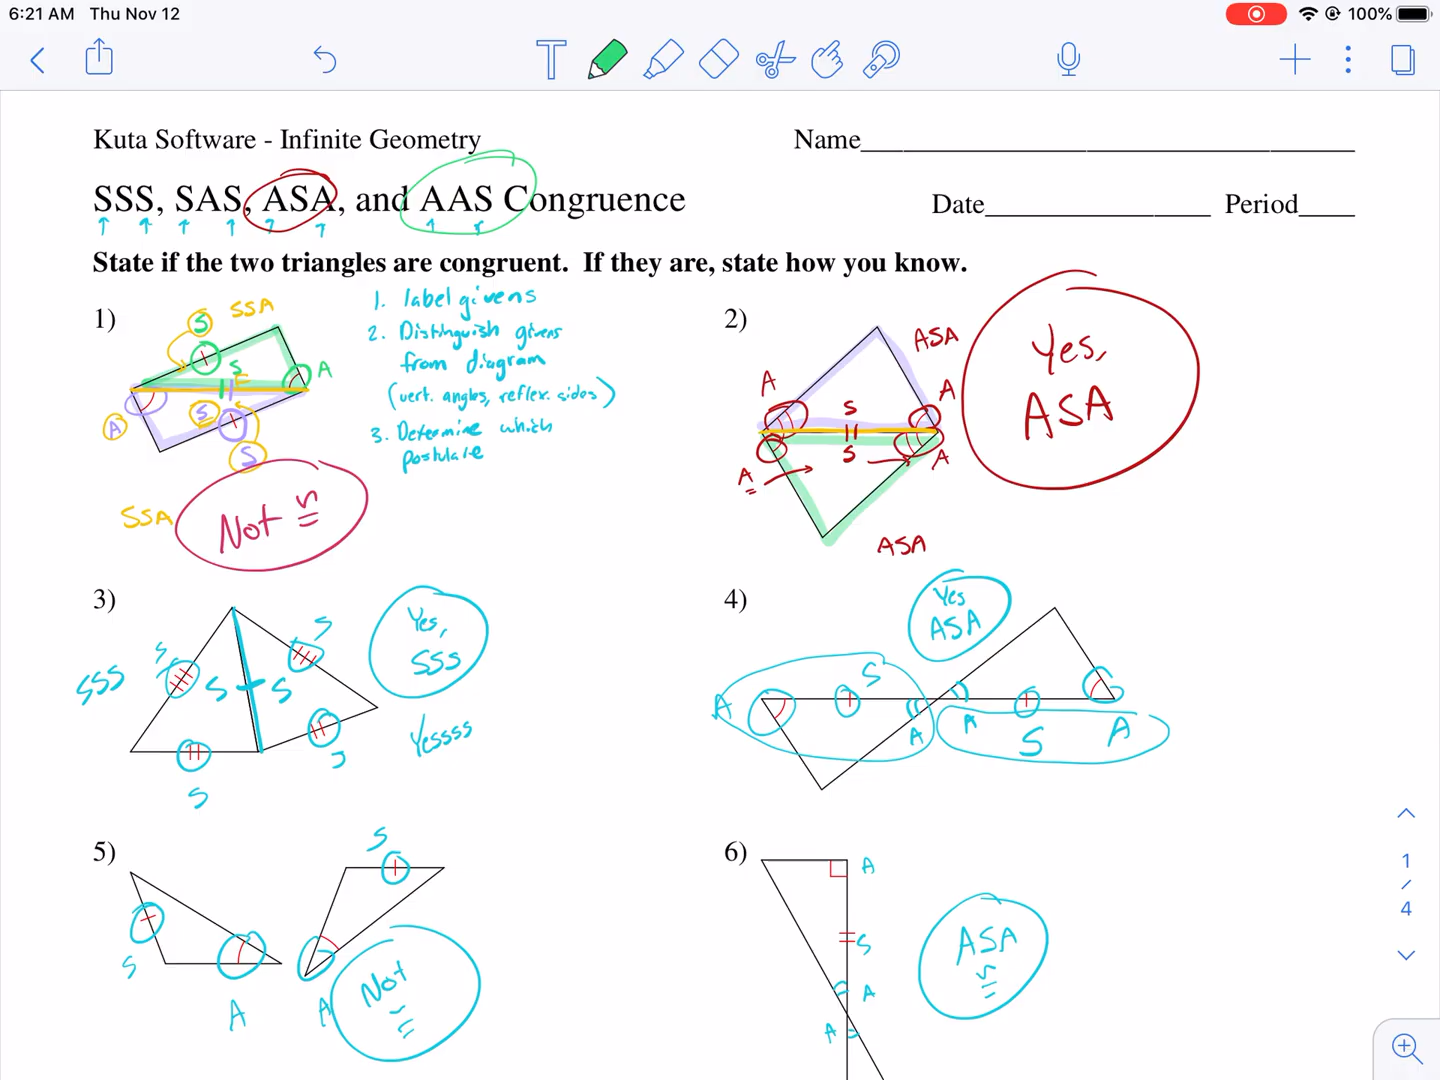 6:21 AM Thu Nov 12
100%
Kuta Software - Infinite Geometry
Name
SSS, SAS, ASA, and AAS Congruence
Date Period
State if the two triangles are congruent. If they are, state how you know.
1)
S
SSA
S
A
A
S
S
SSA
Not ≅
1. label givens
2. Distinguish givens
from diagram
(vert. angles, reflex. sides)
3. Determine which
postulate
2)
ASA
A
A
S
S
A
A
ASA
Yes,
ASA
3)
SSS
S
S
S
S
S
S
Yes,
SSS
Yessss
4)
Yes
ASA
A
S
A
A
S
A
5)
S
A
S
A
Not
≅
6)
A
S
A
A
ASA
≅
1
/
4